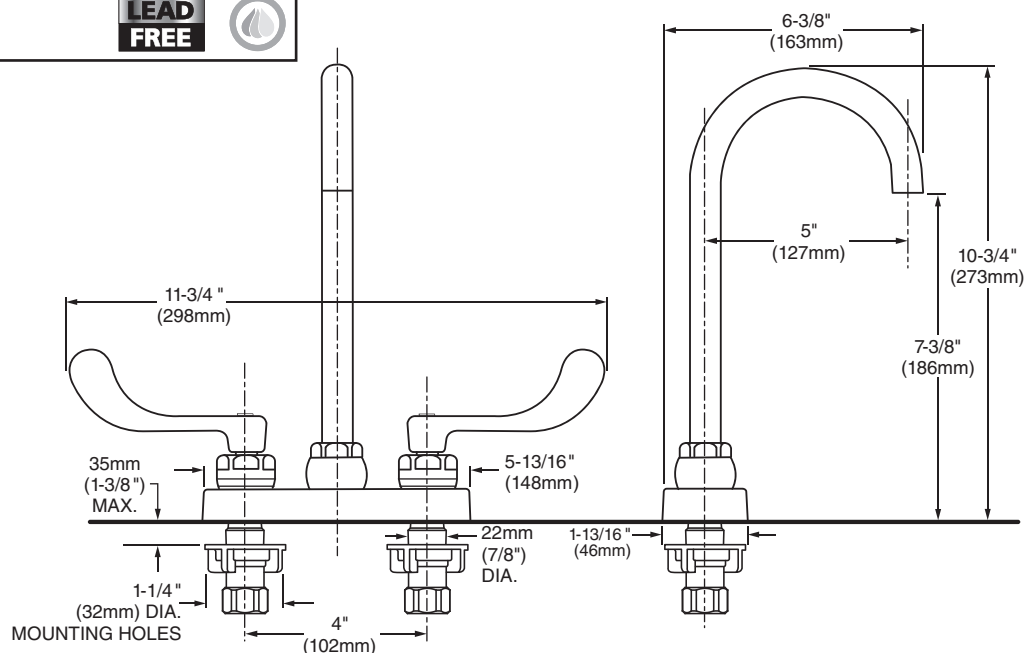 LEAD
FREE
6-3/8"
(163mm)
5"
(127mm)
10-3/4"
(273mm)
11-3/4 "
(298mm)
7-3/8"
(186mm)
35mm
(1-3/8")
MAX.
5-13/16"
(148mm)
22mm
(7/8")
DIA.
1-13/16 "
(46mm)
1-1/4"
(32mm) DIA.
MOUNTING HOLES
4"
(102mm)